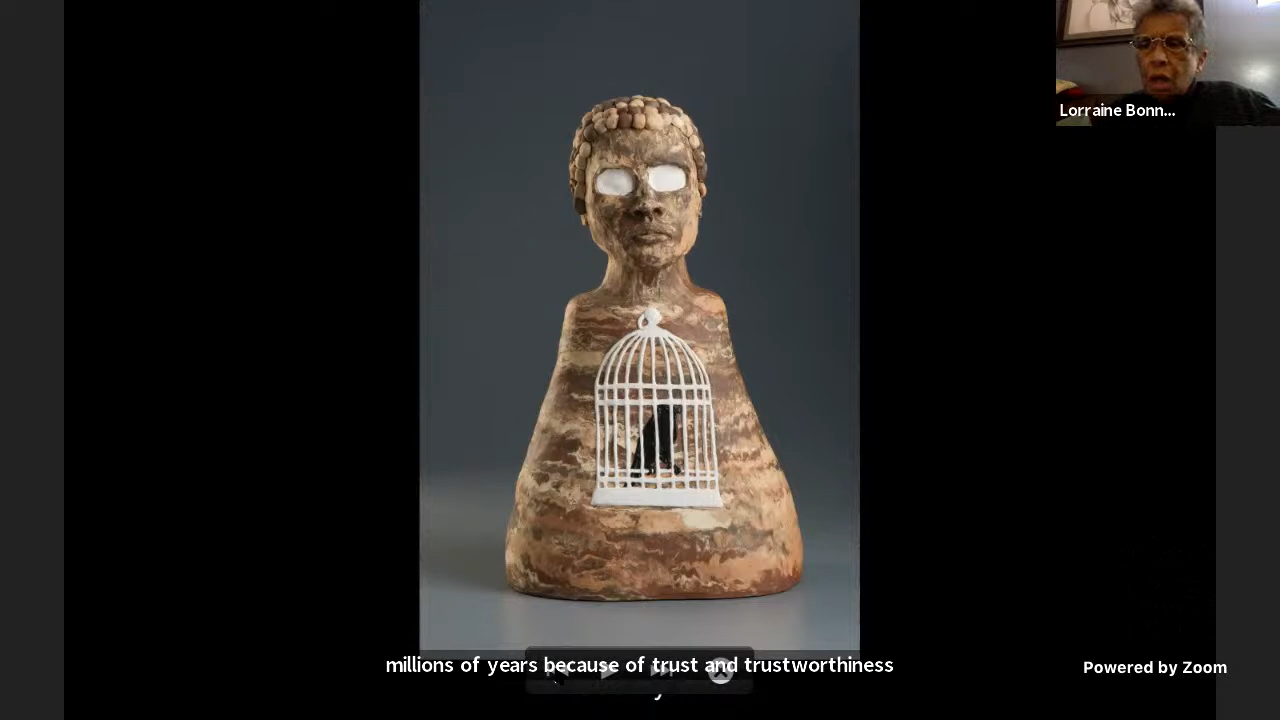 Lorraine Bonn...
millions of years because of trust and trustworthiness
Powered by Zoom